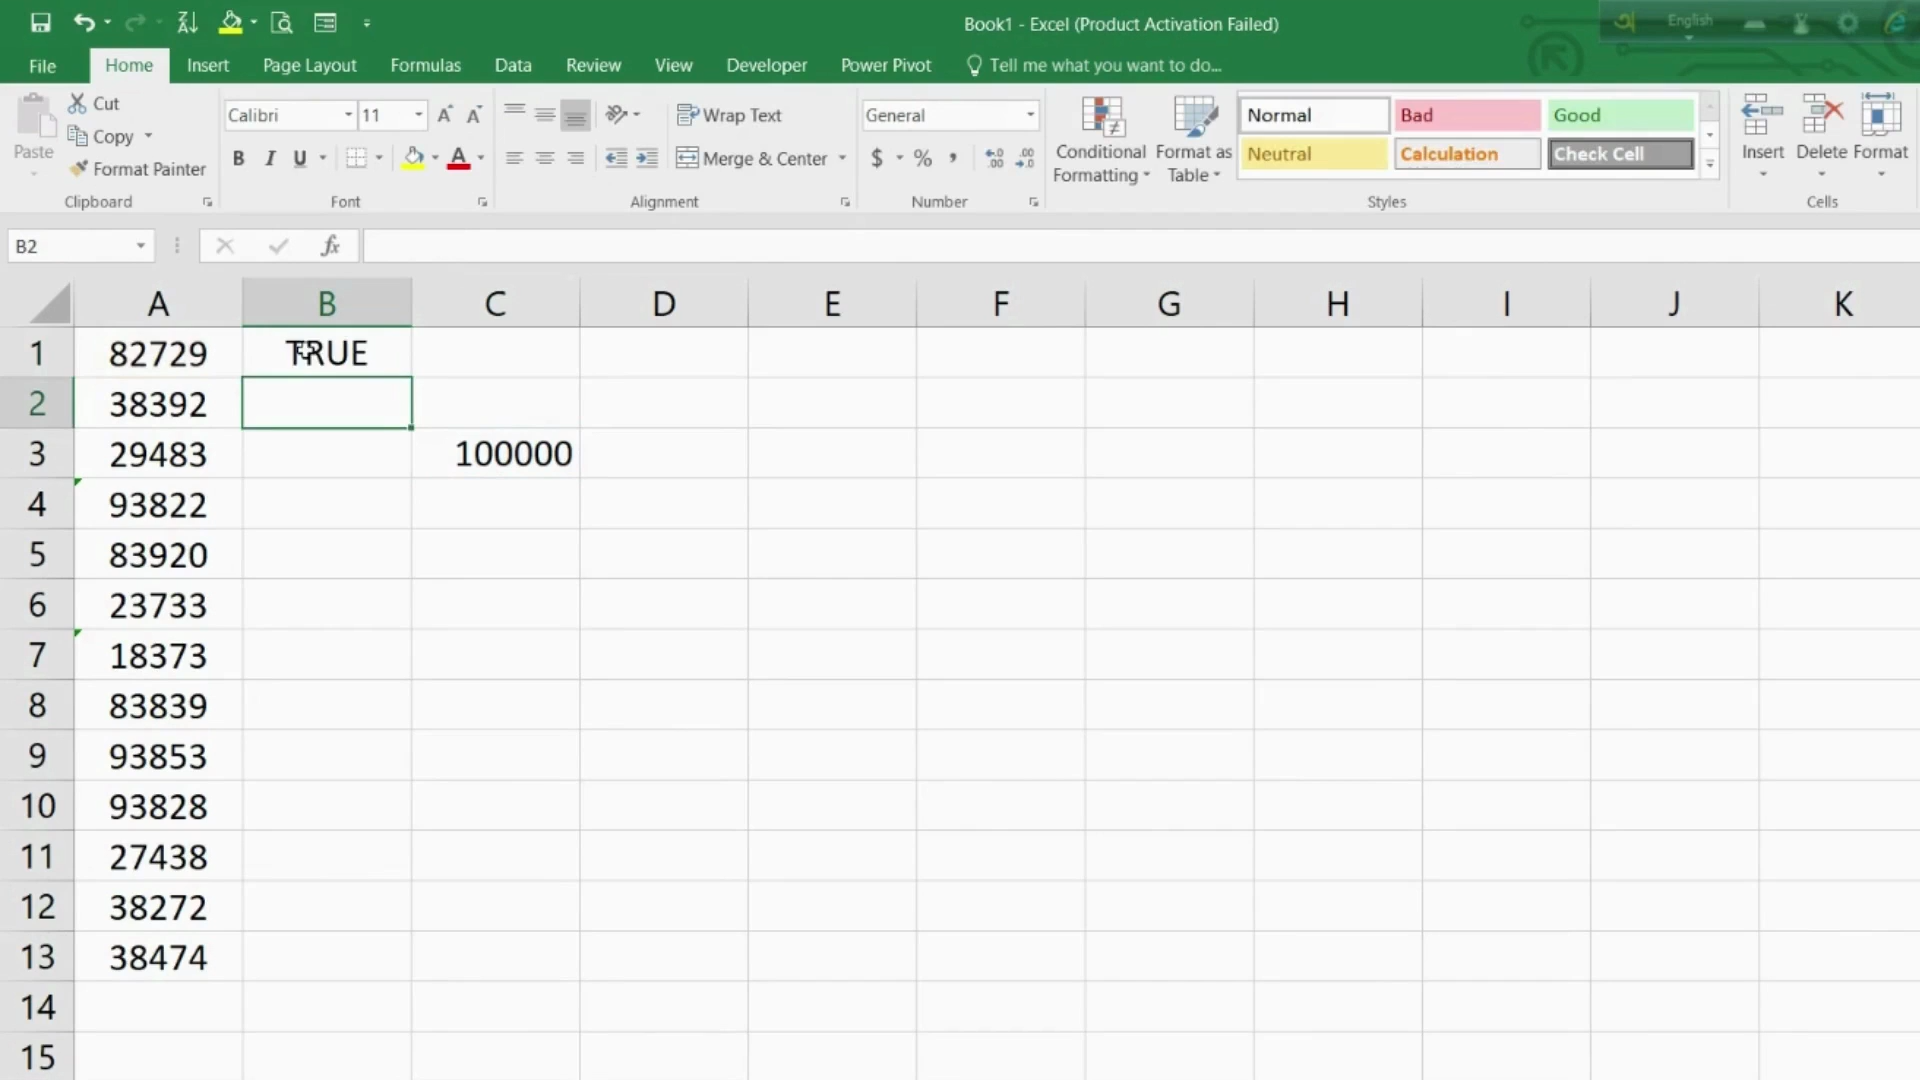 Book1 - Excel (Product Activation Failed)
English
File Home Insert Page Layout Formulas Data Review View Developer Power Pivot Tell me what you want to do...
Paste
Cut
Copy
Format Painter
Clipboard
Calibri 11
B I U A
Font
Wrap Text
Merge & Center
Alignment
General
$ % ,
Number
Conditional Formatting
Format as Table
Normal Bad Good
Neutral Calculation Check Cell
Styles
Insert Delete Format
Cells
B2 fx
A B C D E F G H I J K
1 82729 TRUE
2 38392
3 29483 100000
4 93822
5 83920
6 23733
7 18373
8 83839
9 93853
10 93828
11 27438
12 38272
13 38474
14
15